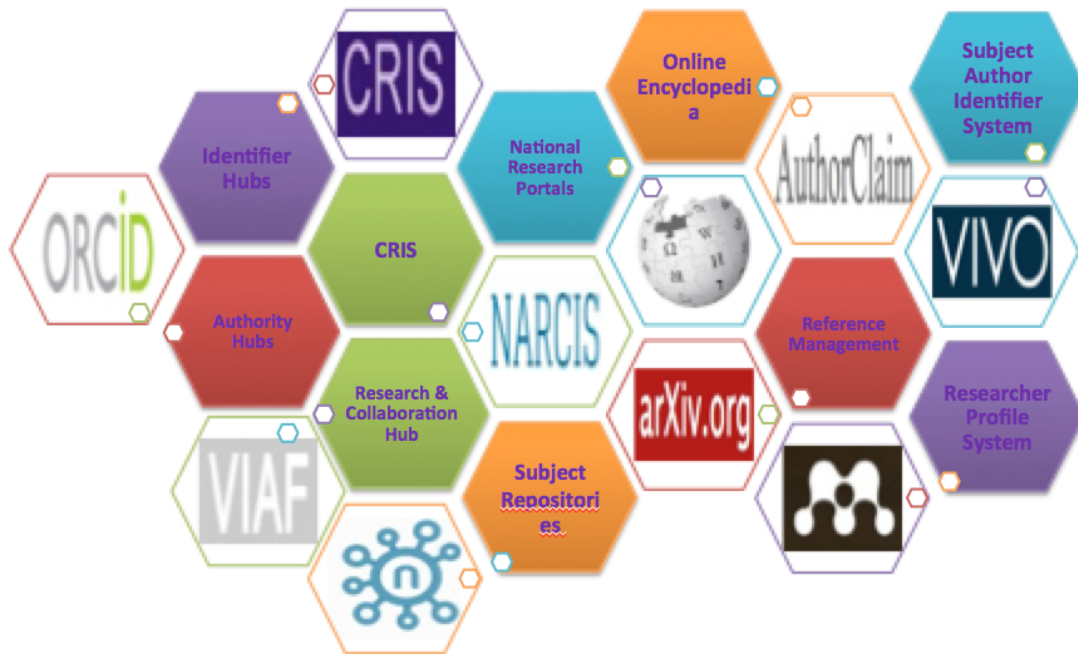 CRIS
Online
Encyclopedi
a
Subject
Author
Identifier
System
Identifier
Hubs
National
Research
Portals
AuthorClaim
ORCiD
CRIS
VIVO
Authority
Hubs
NARCIS
Reference
Management
Research &
Collaboration
Hub
arXiv.org
Researcher
Profile
System
VIAF
Subject
Repositori
es
n